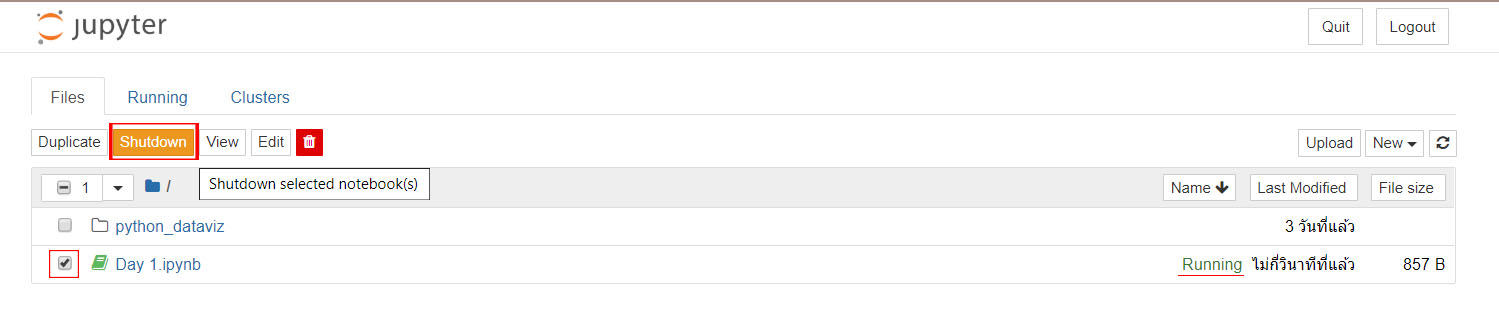 jupyter Quit Logout
Files Running Clusters
Duplicate Shutdown View Edit Upload New
1 / Shutdown selected notebook(s) Name Last Modified File size
python_dataviz 3 วันที่แล้ว
Day 1.ipynb Running ไม่กี่วินาทีที่แล้ว 857 B